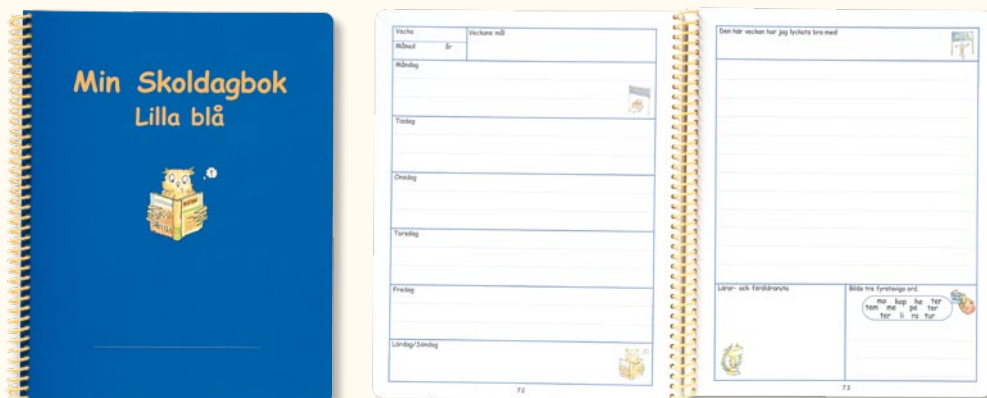 Min Skoldagbok
Lilla blå
Vecka
Veckans mål
Månad år
Måndag
Tisdag
Onsdag
Torsdag
Fredag
Lördag/Söndag
72
Den här veckan har jag lyckats bra med
Lärar- och föräldraruta
Bilda tre fyrstaviga ord.
mo kap he ter
tem me pe ter
ter li ra tur
73